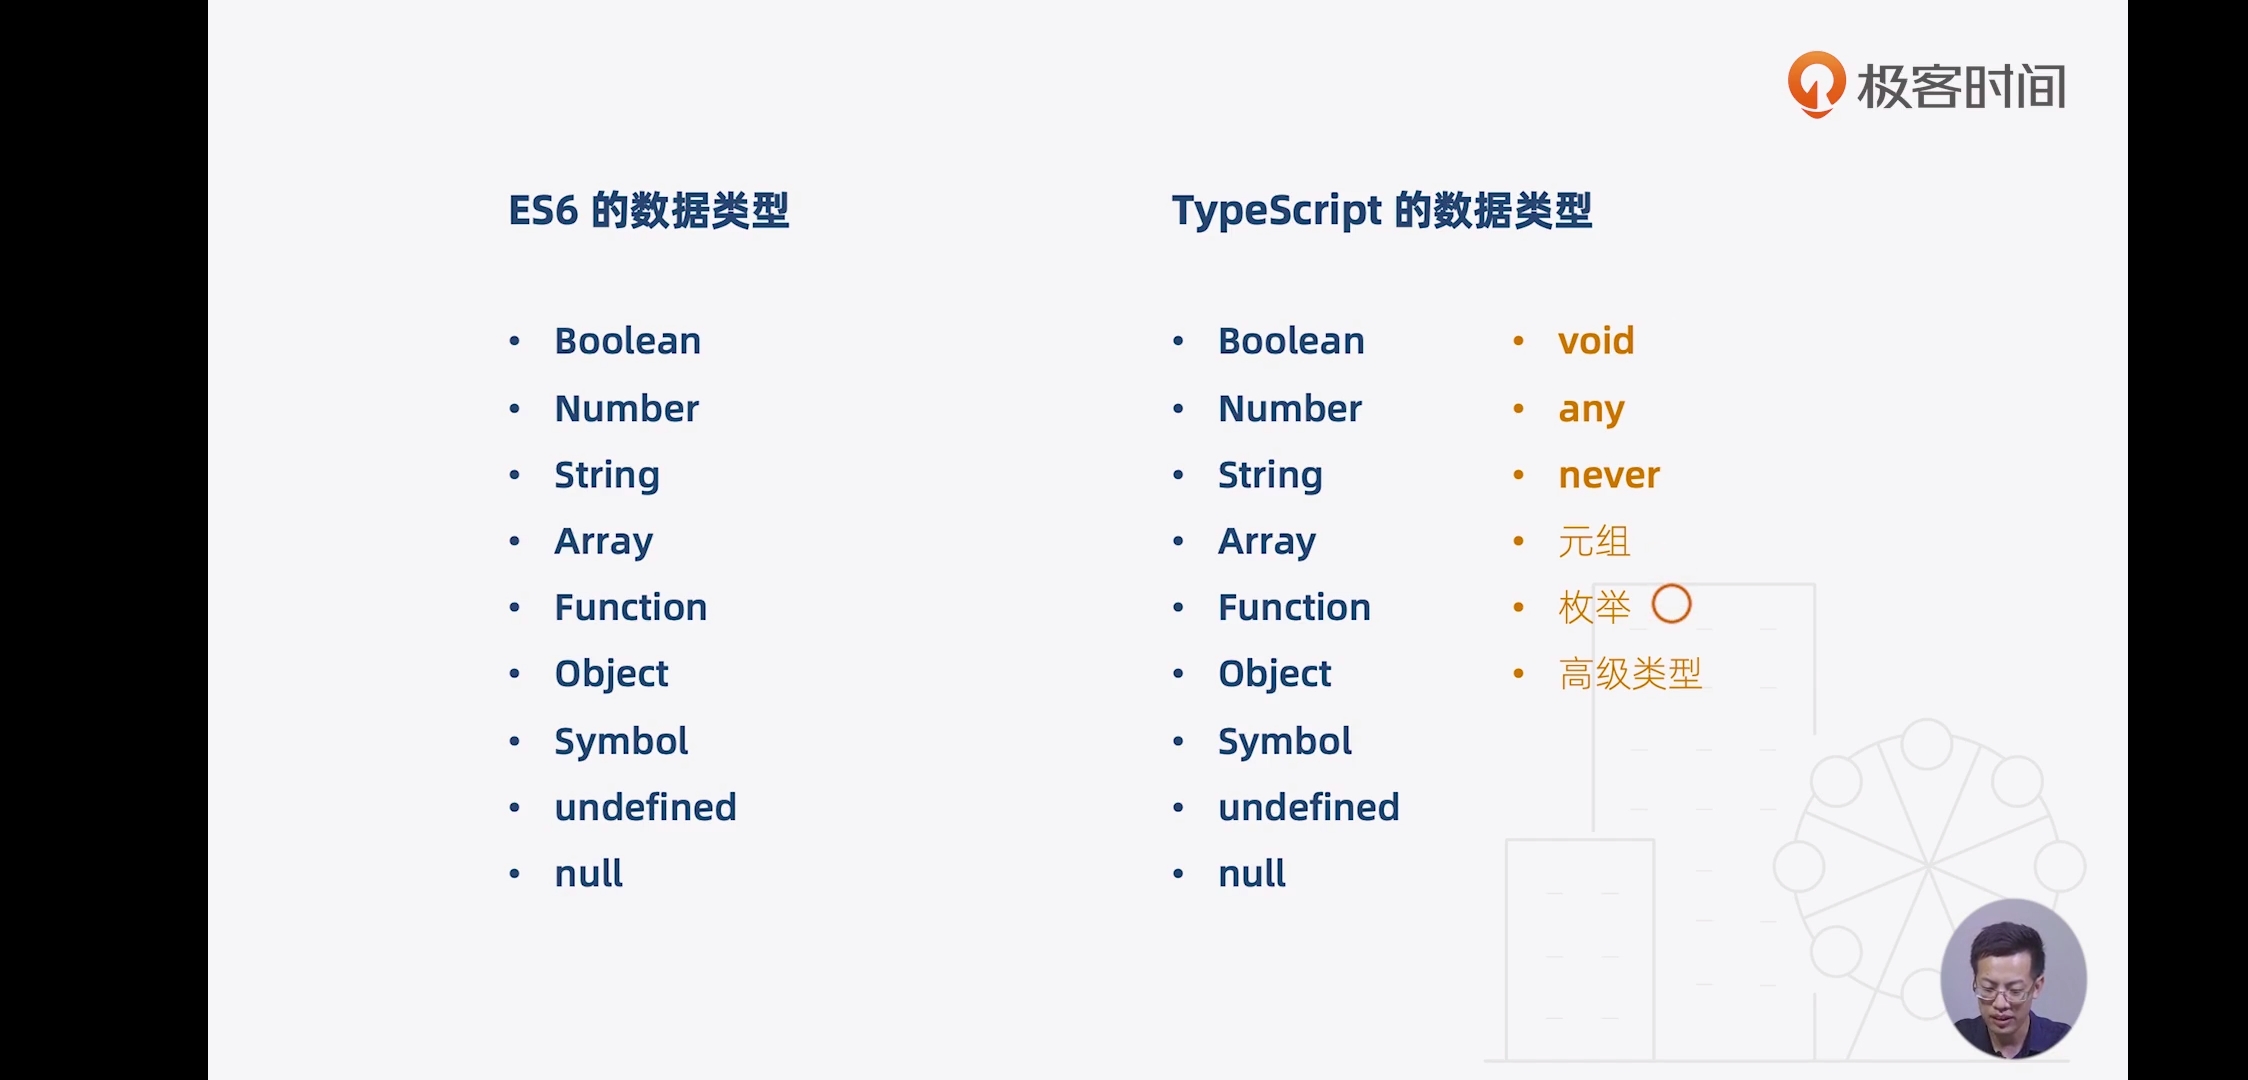 极客时间
ES6 的数据类型
• Boolean
• Number
• String
• Array
• Function
• Object
• Symbol
• undefined
• null
TypeScript 的数据类型
• Boolean
• Number
• String
• Array
• Function
• Object
• Symbol
• undefined
• null
• void
• any
• never
• 元组
• 枚举
• 高级类型